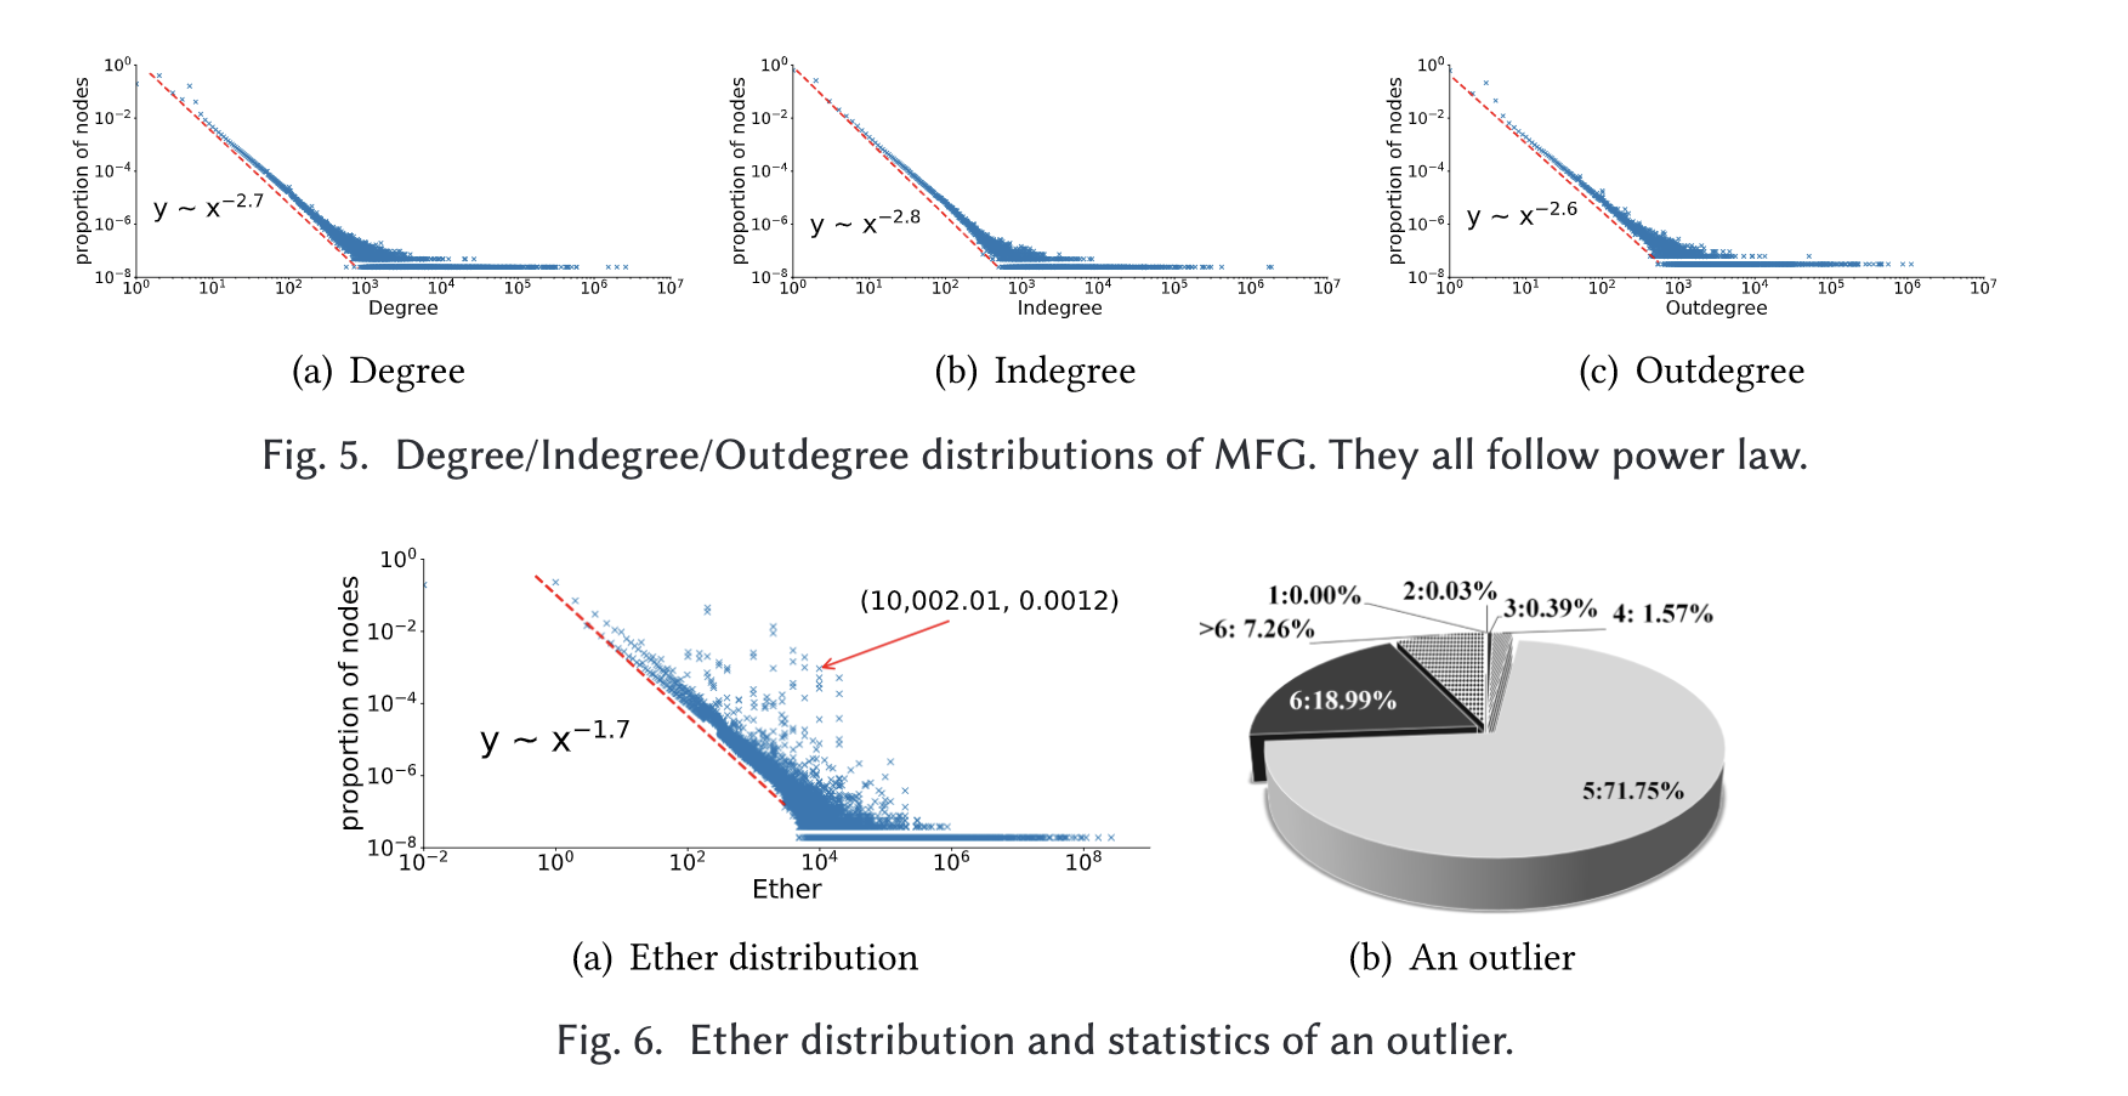 10⁰
10⁻²
10⁻⁴
10⁻⁶
10⁻⁸
proportion of nodes
y ~ x⁻²·⁷
10⁰ 10¹ 10² 10³ 10⁴ 10⁵ 10⁶ 10⁷
Degree
(a) Degree
10⁰
10⁻²
10⁻⁴
10⁻⁶
10⁻⁸
proportion of nodes
y ~ x⁻²·⁸
10⁰ 10¹ 10² 10³ 10⁴ 10⁵ 10⁶ 10⁷
Indegree
(b) Indegree
10⁰
10⁻²
10⁻⁴
10⁻⁶
10⁻⁸
proportion of nodes
y ~ x⁻²·⁶
10⁰ 10¹ 10² 10³ 10⁴ 10⁵ 10⁶ 10⁷
Outdegree
(c) Outdegree
Fig. 5. Degree/Indegree/Outdegree distributions of MFG. They all follow power law.
10⁰
10⁻²
10⁻⁴
10⁻⁶
10⁻⁸
proportion of nodes
(10,002.01, 0.0012)
y ~ x⁻¹·⁷
10⁻² 10⁰ 10² 10⁴ 10⁶ 10⁸
Ether
(a) Ether distribution
1:0.00%
2:0.03%
3:0.39%
4: 1.57%
>6: 7.26%
6:18.99%
5:71.75%
(b) An outlier
Fig. 6. Ether distribution and statistics of an outlier.